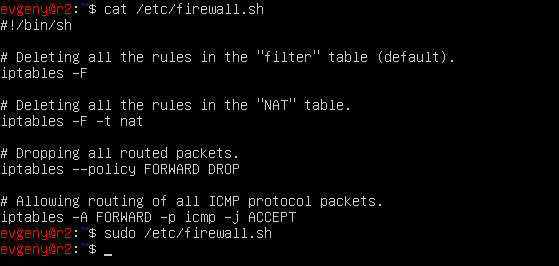 evgeny@r2:~$ cat /etc/firewall.sh
#!/bin/sh
# Deleting all the rules in the "filter" table (default).
iptables -F
# Deleting all the rules in the "NAT" table.
iptables -F -t nat
# Dropping all routed packets.
iptables --policy FORWARD DROP
# Allowing routing of all ICMP protocol packets.
iptables -A FORWARD -p icmp -j ACCEPT
evgeny@r2:~$ sudo /etc/firewall.sh
evgeny@r2:~$ _